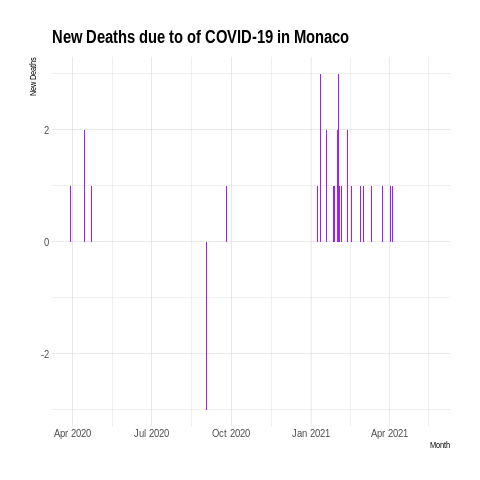 New Deaths due to of COVID-19 in Monaco
New Deaths
2
0
-2
Apr 2020 Jul 2020 Oct 2020 Jan 2021 Apr 2021
Month